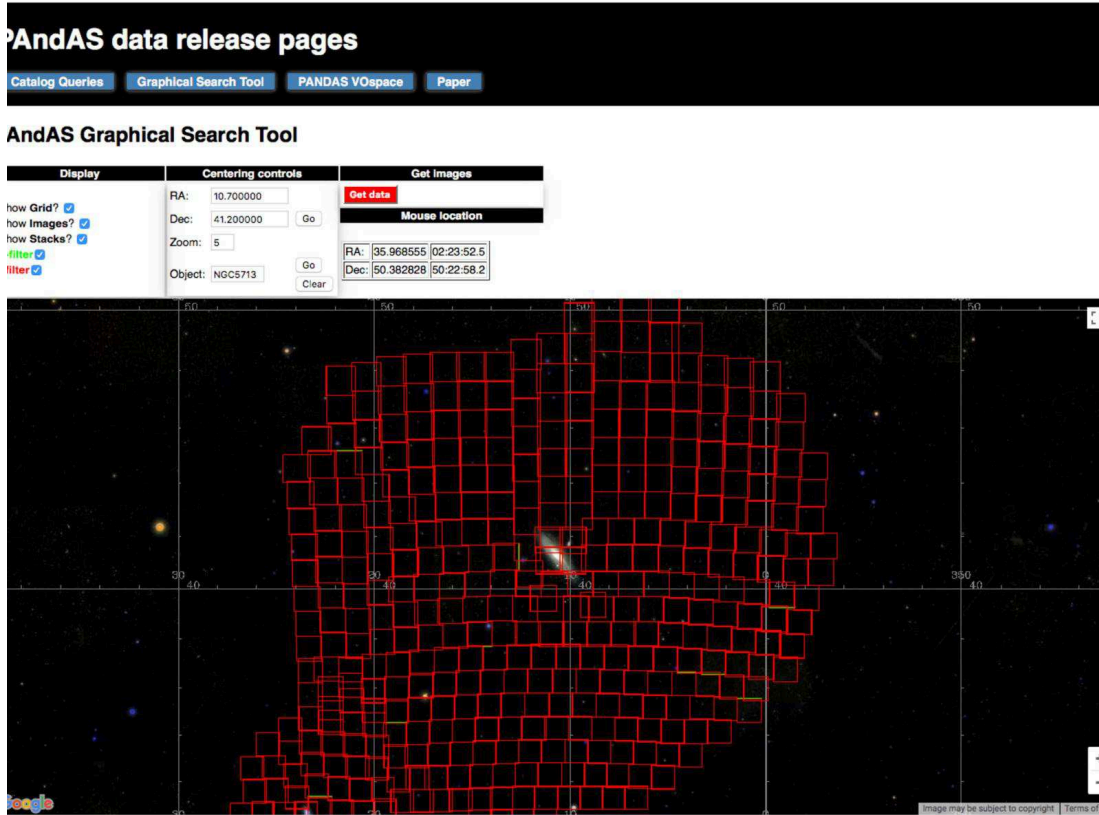 PAndAS data release pages
Catalog Queries Graphical Search Tool PANDAS VOspace Paper
AndAS Graphical Search Tool
Display Centering controls Get Images
how Grid?
how Images?
how Stacks?
-filter
filter
RA: 10.700000
Dec: 41.200000 Go
Zoom: 5
Object: NGC5713 Go
Clear
Get data
Mouse location
RA: 35.968555 02:23:52.5
Dec: 50.382828 50:22:58.2
50 50 50 50
30 20 10 0 350
40 40 40 40
Google
Image may be subject to copyright Terms of